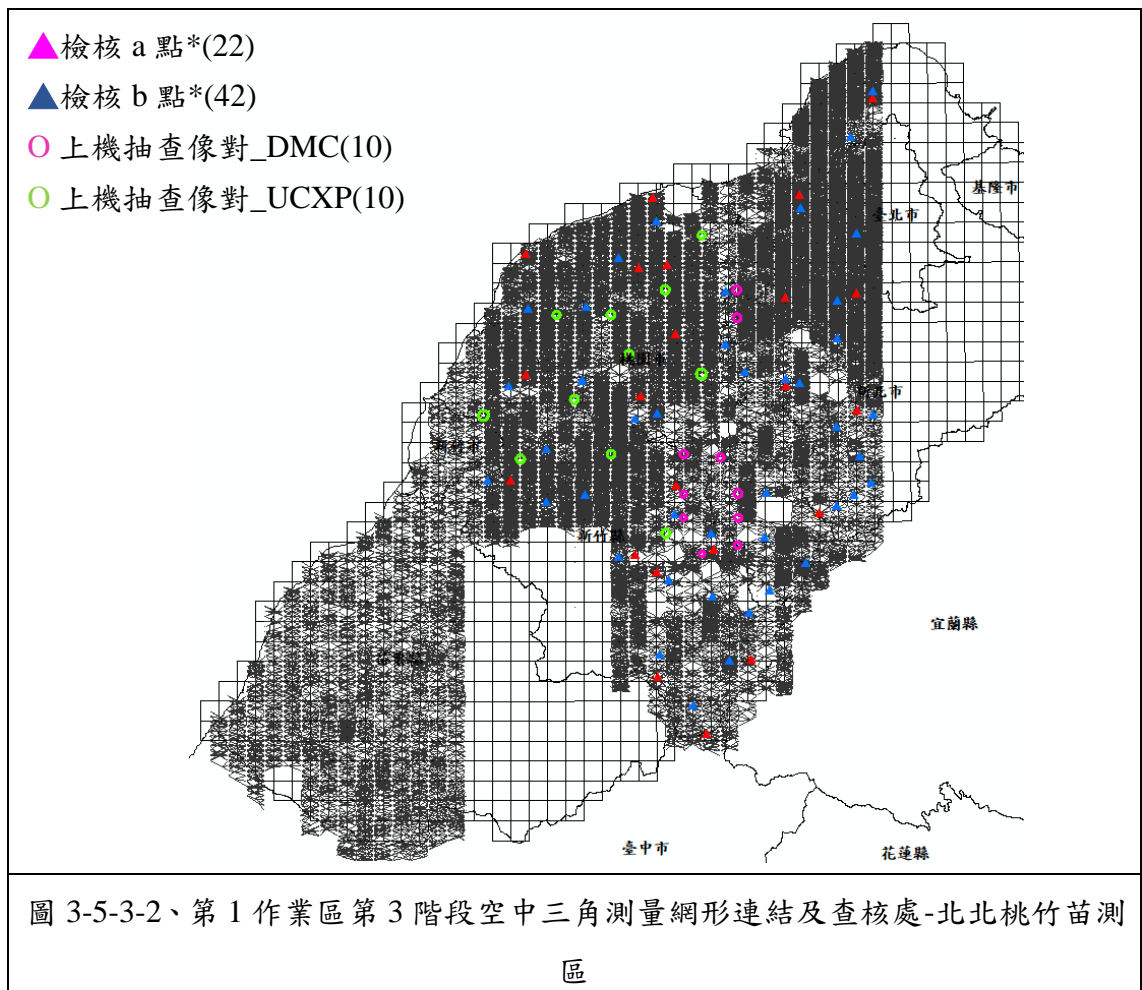 ▲檢核 a 點*(22)
▲檢核 b 點*(42)
O 上機抽查像對_DMC(10)
O 上機抽查像對_UCXP(10)
基隆市
臺北市
桃園市
新北市
新竹縣
宜蘭縣
臺中市
花蓮縣
圖 3-5-3-2、第 1 作業區第 3 階段空中三角測量網形連結及查核處-北北桃竹苗測
區